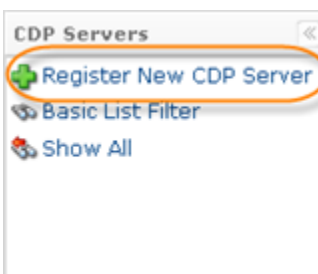 CDP Servers
Register New CDP Server
Basic List Filter
Show All